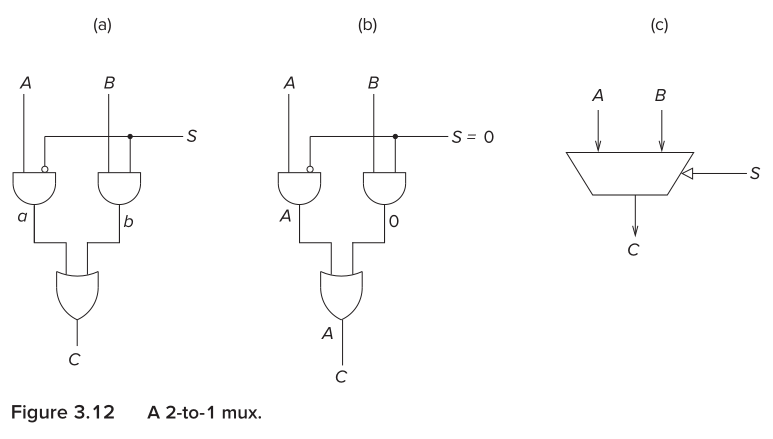 (a) (b) (c)
A B A B A B
S S = 0 S
a b A 0
C A C
C
Figure 3.12 A 2-to-1 mux.